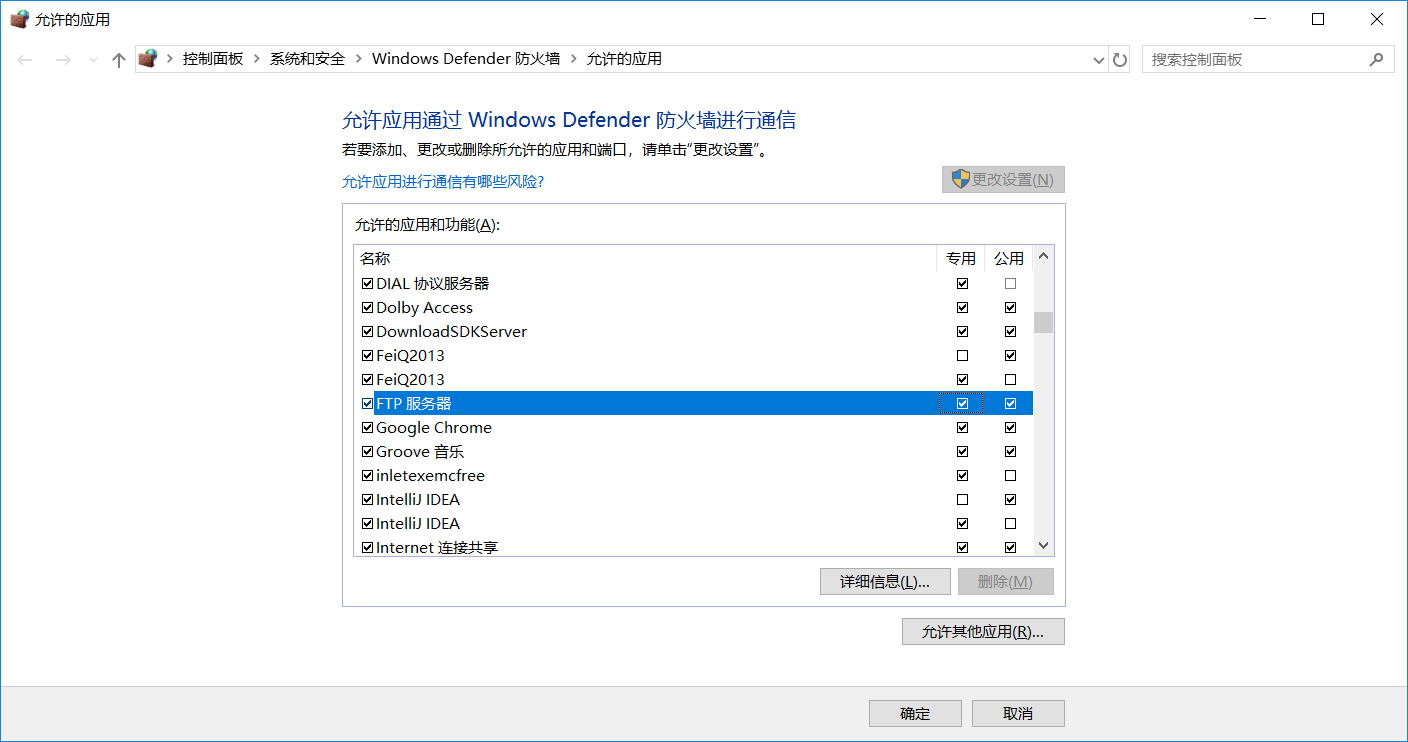 允许的应用
控制面板 系统和安全 Windows Defender 防火墙 允许的应用 搜索控制面板
允许应用通过 Windows Defender 防火墙进行通信
若要添加、更改或删除所允许的应用和端口，请单击“更改设置”。
允许应用进行通信有哪些风险?
更改设置(N)
允许的应用和功能(A):
名称 专用 公用
DIAL 协议服务器
Dolby Access
DownloadSDKServer
FeiQ2013
FeiQ2013
FTP 服务器
Google Chrome
Groove 音乐
inletexemcfree
IntelliJ IDEA
IntelliJ IDEA
Internet 连接共享
详细信息(L)... 删除(M)
允许其他应用(R)...
确定 取消